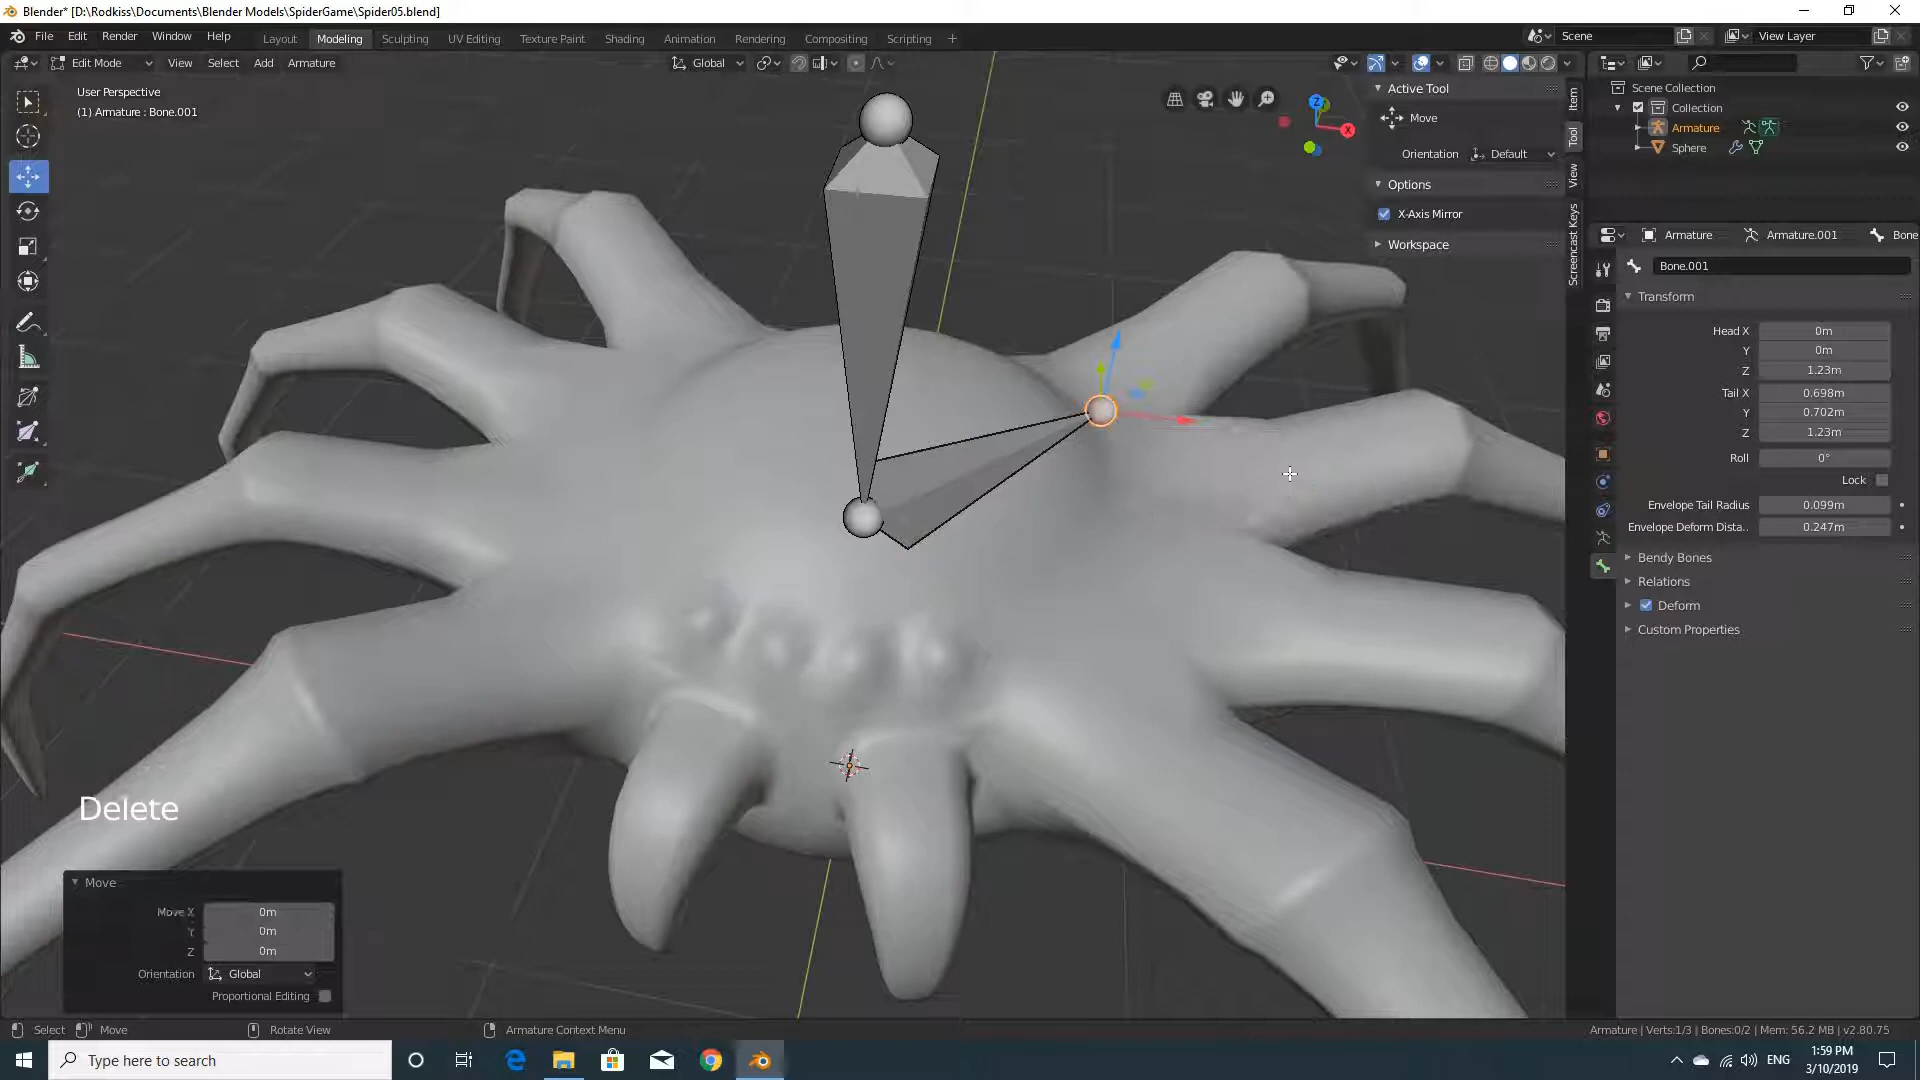 Blender* [D:\Rodkiss\Documents\Blender Models\SpiderGame\Spider05.blend]
File Edit Render Window Help Layout Modeling Sculpting UV Editing Texture Paint Shading Animation Rendering Compositing Scripting + Scene View Layer
Edit Mode View Select Add Armature Global
User Perspective
(1) Armature : Bone.001
Z
X
Active Tool
Move
Orientation Default
Options
X-Axis Mirror
Workspace
Item
Tool
View
Screencast Keys
Scene Collection
Collection
Armature
Sphere
Armature Armature.001 Bone
Bone.001
Transform
Head X 0m
Y 0m
Z 1.23m
Tail X 0.698m
Y 0.702m
Z 1.23m
Roll 0°
Lock
Envelope Tail Radius 0.099m
Envelope Deform Dista.. 0.247m
Bendy Bones
Relations
Deform
Custom Properties
Delete
Move
Move X 0m
Y 0m
Z 0m
Orientation Global
Proportional Editing
Select Move Rotate View Armature Context Menu Armature | Verts:1/3 | Bones:0/2 | Mem: 56.2 MB | v2.80.75
Type here to search
ENG
1:59 PM
3/10/2019